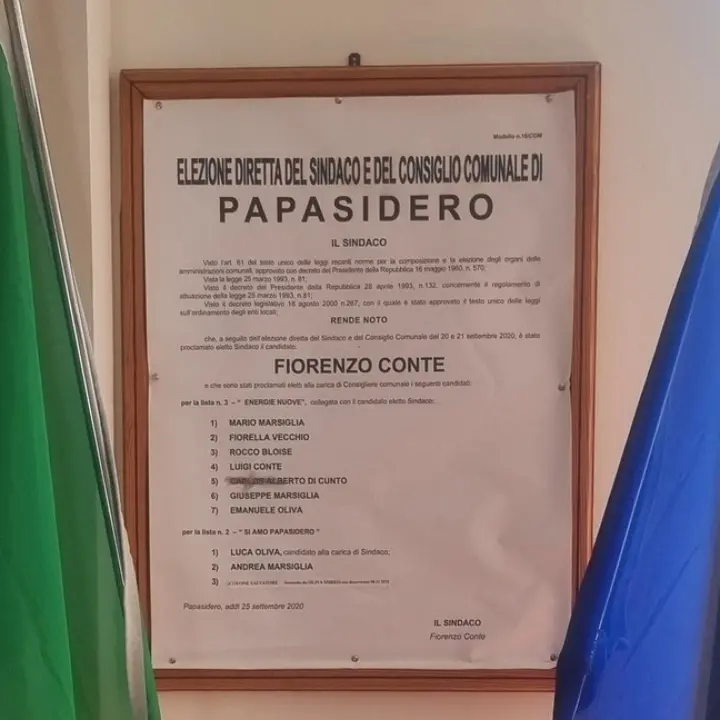 Modello n.16/COM
ELEZIONE DIRETTA DEL SINDACO E DEL CONSIGLIO COMUNALE DI
PAPASIDERO
IL SINDACO
Visto l'art. 61 del testo unico delle leggi recanti norme per la composizione e la elezione degli organi delle
amministrazioni comunali, approvato con decreto del Presidente della Repubblica 16 maggio 1960, n. 570;
Vista la legge 25 marzo 1993, n. 81;
Visto il decreto del Presidente della Repubblica 28 aprile 1993, n.132, concernente il regolamento di
attuazione della legge 25 marzo 1993, n.81;
Visto il decreto legislativo 18 agosto 2000 n.267, con il quale è stato approvato il testo unico delle leggi
sull'ordinamento degli enti locali;
RENDE NOTO
che, a seguito dell'elezione diretta del Sindaco e del Consiglio Comunale del 20 e 21 settembre 2020, è stato
proclamato eletto Sindaco il candidato:
FIORENZO CONTE
e che sono stati proclamati eletti alla carica di Consigliere comunale i seguenti candidati:
per la lista n. 3 – " ENERGIE NUOVE", collegata con il candidato eletto Sindaco:
1) MARIO MARSIGLIA
2) FIORELLA VECCHIO
3) ROCCO BLOISE
4) LUIGI CONTE
5) ALBERTO DI CUNTO
6) GIUSEPPE MARSIGLIA
7) EMANUELE OLIVA
per la lista n. 2 – " SI AMO PAPASIDERO "
1) LUCA OLIVA, candidato alla carica di Sindaco;
2) ANDREA MARSIGLIA
3) SALVATORE
Papasidero, addì 25 settembre 2020
IL SINDACO
Fiorenzo Conte